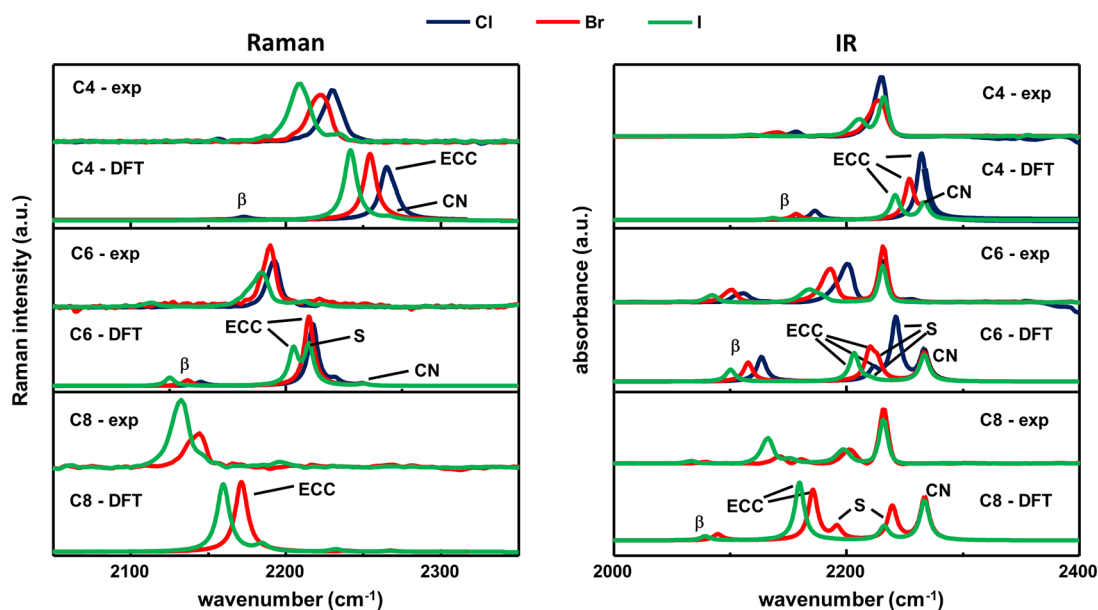 Cl Br I
Raman
IR
Raman intensity (a.u.)
C4 - exp
C4 - DFT
ECC
CN
β
C6 - exp
C6 - DFT
ECC
S
CN
β
C8 - exp
C8 - DFT
ECC
2100 2200 2300
wavenumber (cm⁻¹)
absorbance (a.u.)
C4 - exp
C4 - DFT
ECC
CN
β
C6 - exp
C6 - DFT
ECC
S
CN
β
C8 - exp
C8 - DFT
ECC
S
CN
β
2000 2200 2400
wavenumber (cm⁻¹)